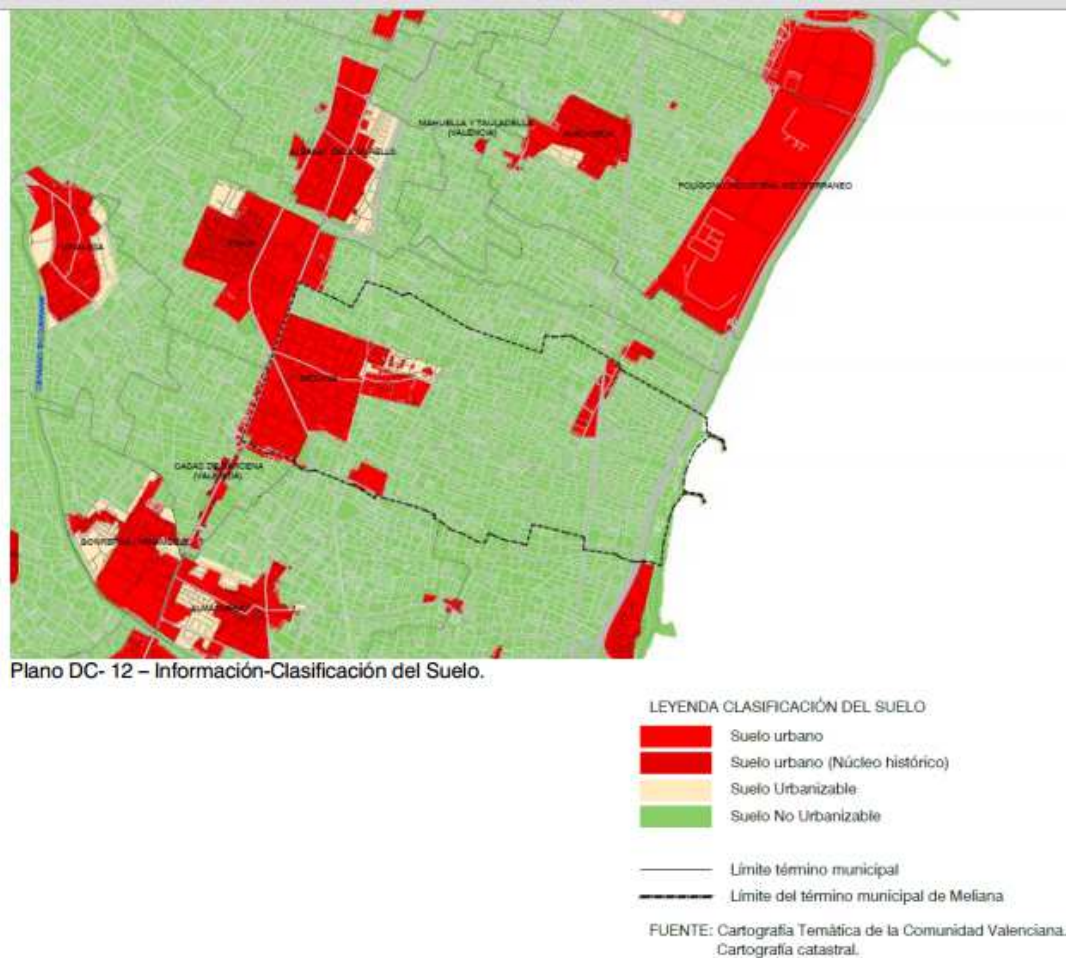 MAHUELLA Y TAULADELLA
(VALENCIA)
POLÍGONO INDUSTRIAL MEDITERRANEO
CASAS DE BÁRCENA
(VALENCIA)
Plano DC- 12 – Información-Clasificación del Suelo.
LEYENDA CLASIFICACIÓN DEL SUELO
Suelo urbano
Suelo urbano (Núcleo histórico)
Suelo Urbanizable
Suelo No Urbanizable
Límite término municipal
Límite del término municipal de Meliana
FUENTE: Cartografía Temática de la Comunidad Valenciana.
Cartografía catastral.